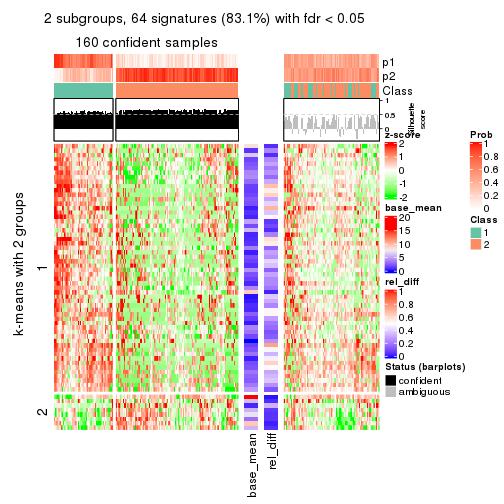 2 subgroups, 64 signatures (83.1%) with fdr < 0.05
160 confident samples
p1
p2
Class
1
0.5
0
Silhouette
score
k-means with 2 groups
1
2
base_mean
rel_diff
z-score
2
1
0
-1
-2
base_mean
20
15
10
5
0
rel_diff
1
0.8
0.6
0.4
0.2
0
Status (barplots)
confident
ambiguous
Prob
1
0.8
0.6
0.4
0.2
0
Class
1
2